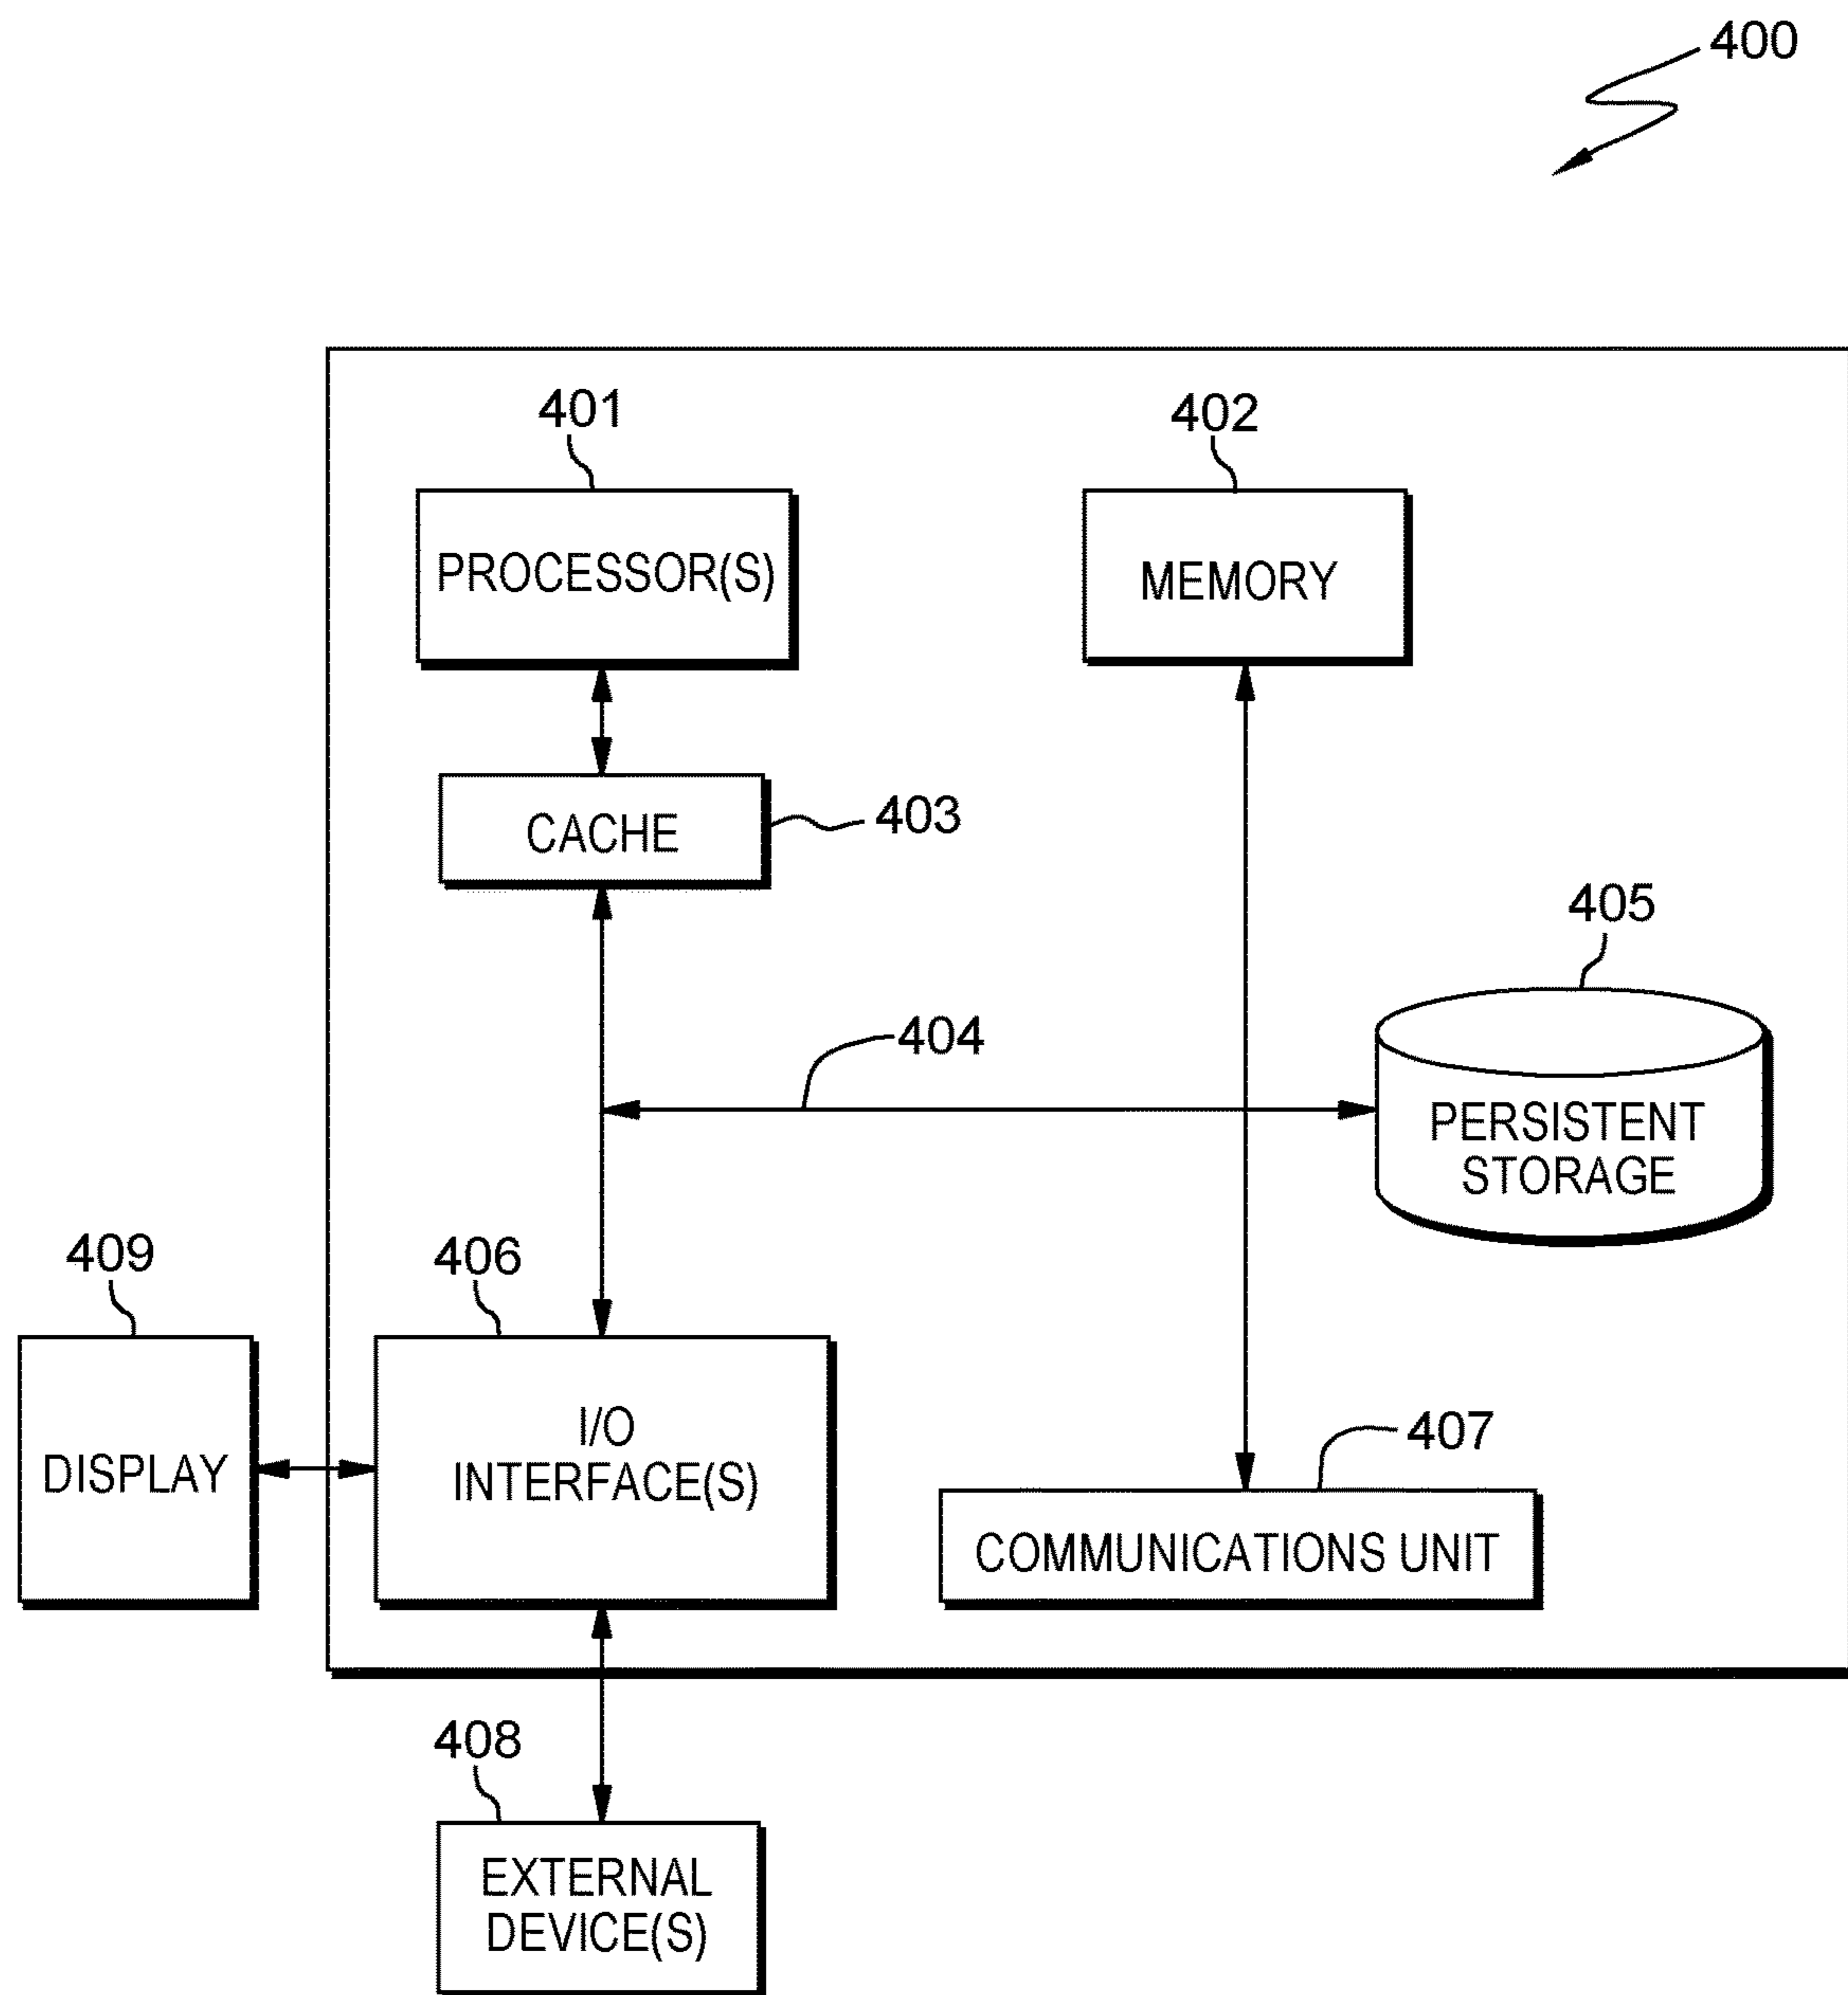 400
401
402
PROCESSOR(S)
MEMORY
CACHE
403
405
404
PERSISTENT
STORAGE
409
406
I/O
INTERFACE(S)
DISPLAY
407
COMMUNICATIONS UNIT
408
EXTERNAL
DEVICE(S)